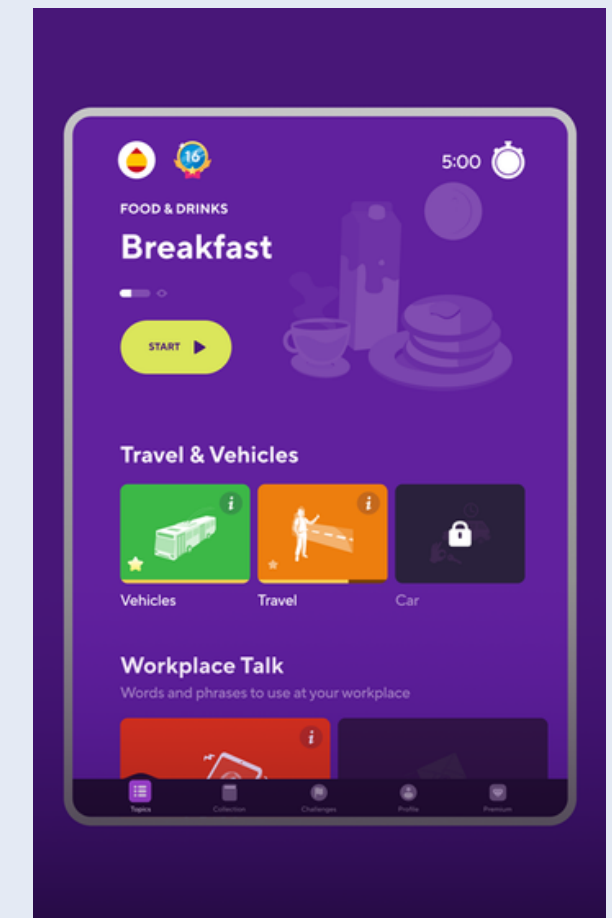 16
5:00
FOOD & DRINKS
Breakfast
START
Travel & Vehicles
i
i
Vehicles
Travel
Car
Workplace Talk
Words and phrases to use at your workplace
i
Topics
Collection
Challenges
Profile
Premium